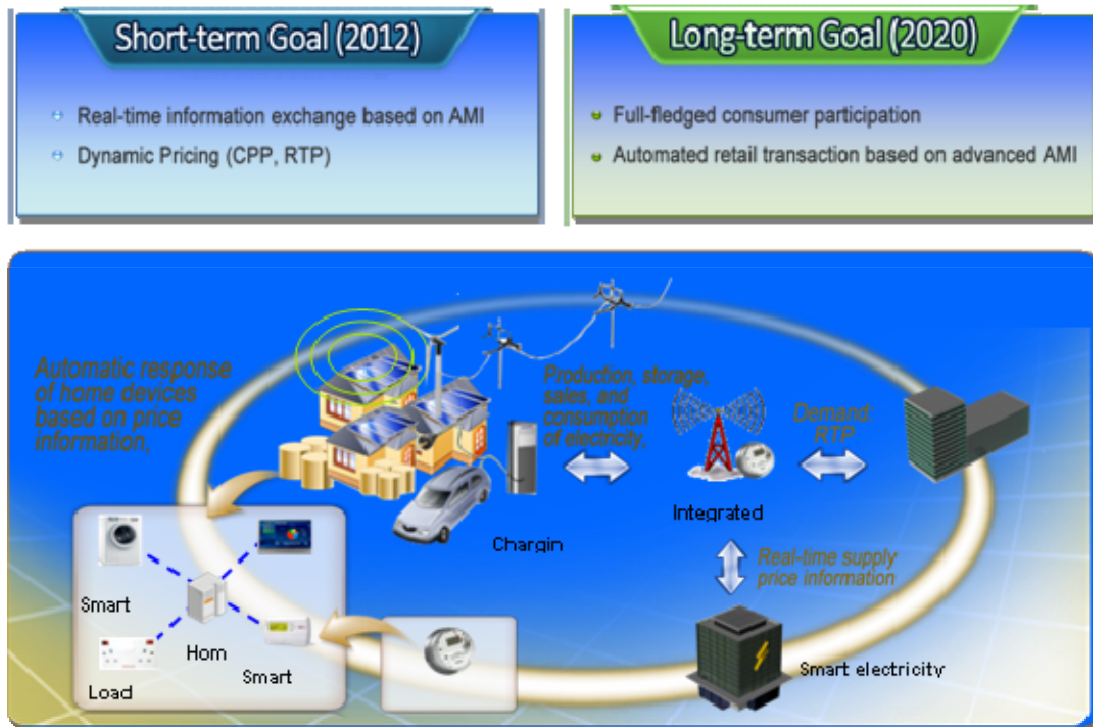 Short-term Goal (2012)
Real-time information exchange based on AMI
Dynamic Pricing (CPP, RTP)
Long-term Goal (2020)
Full-fledged consumer participation
Automated retail transaction based on advanced AMI
Automatic response
of home devices
based on price
information,
Production, storage,
sales, and
consumption
of electricity,
Demand:
RTP
Integrated
Chargin
Real-time supply
price information
Smart
Hom
Load
Smart
Smart electricity